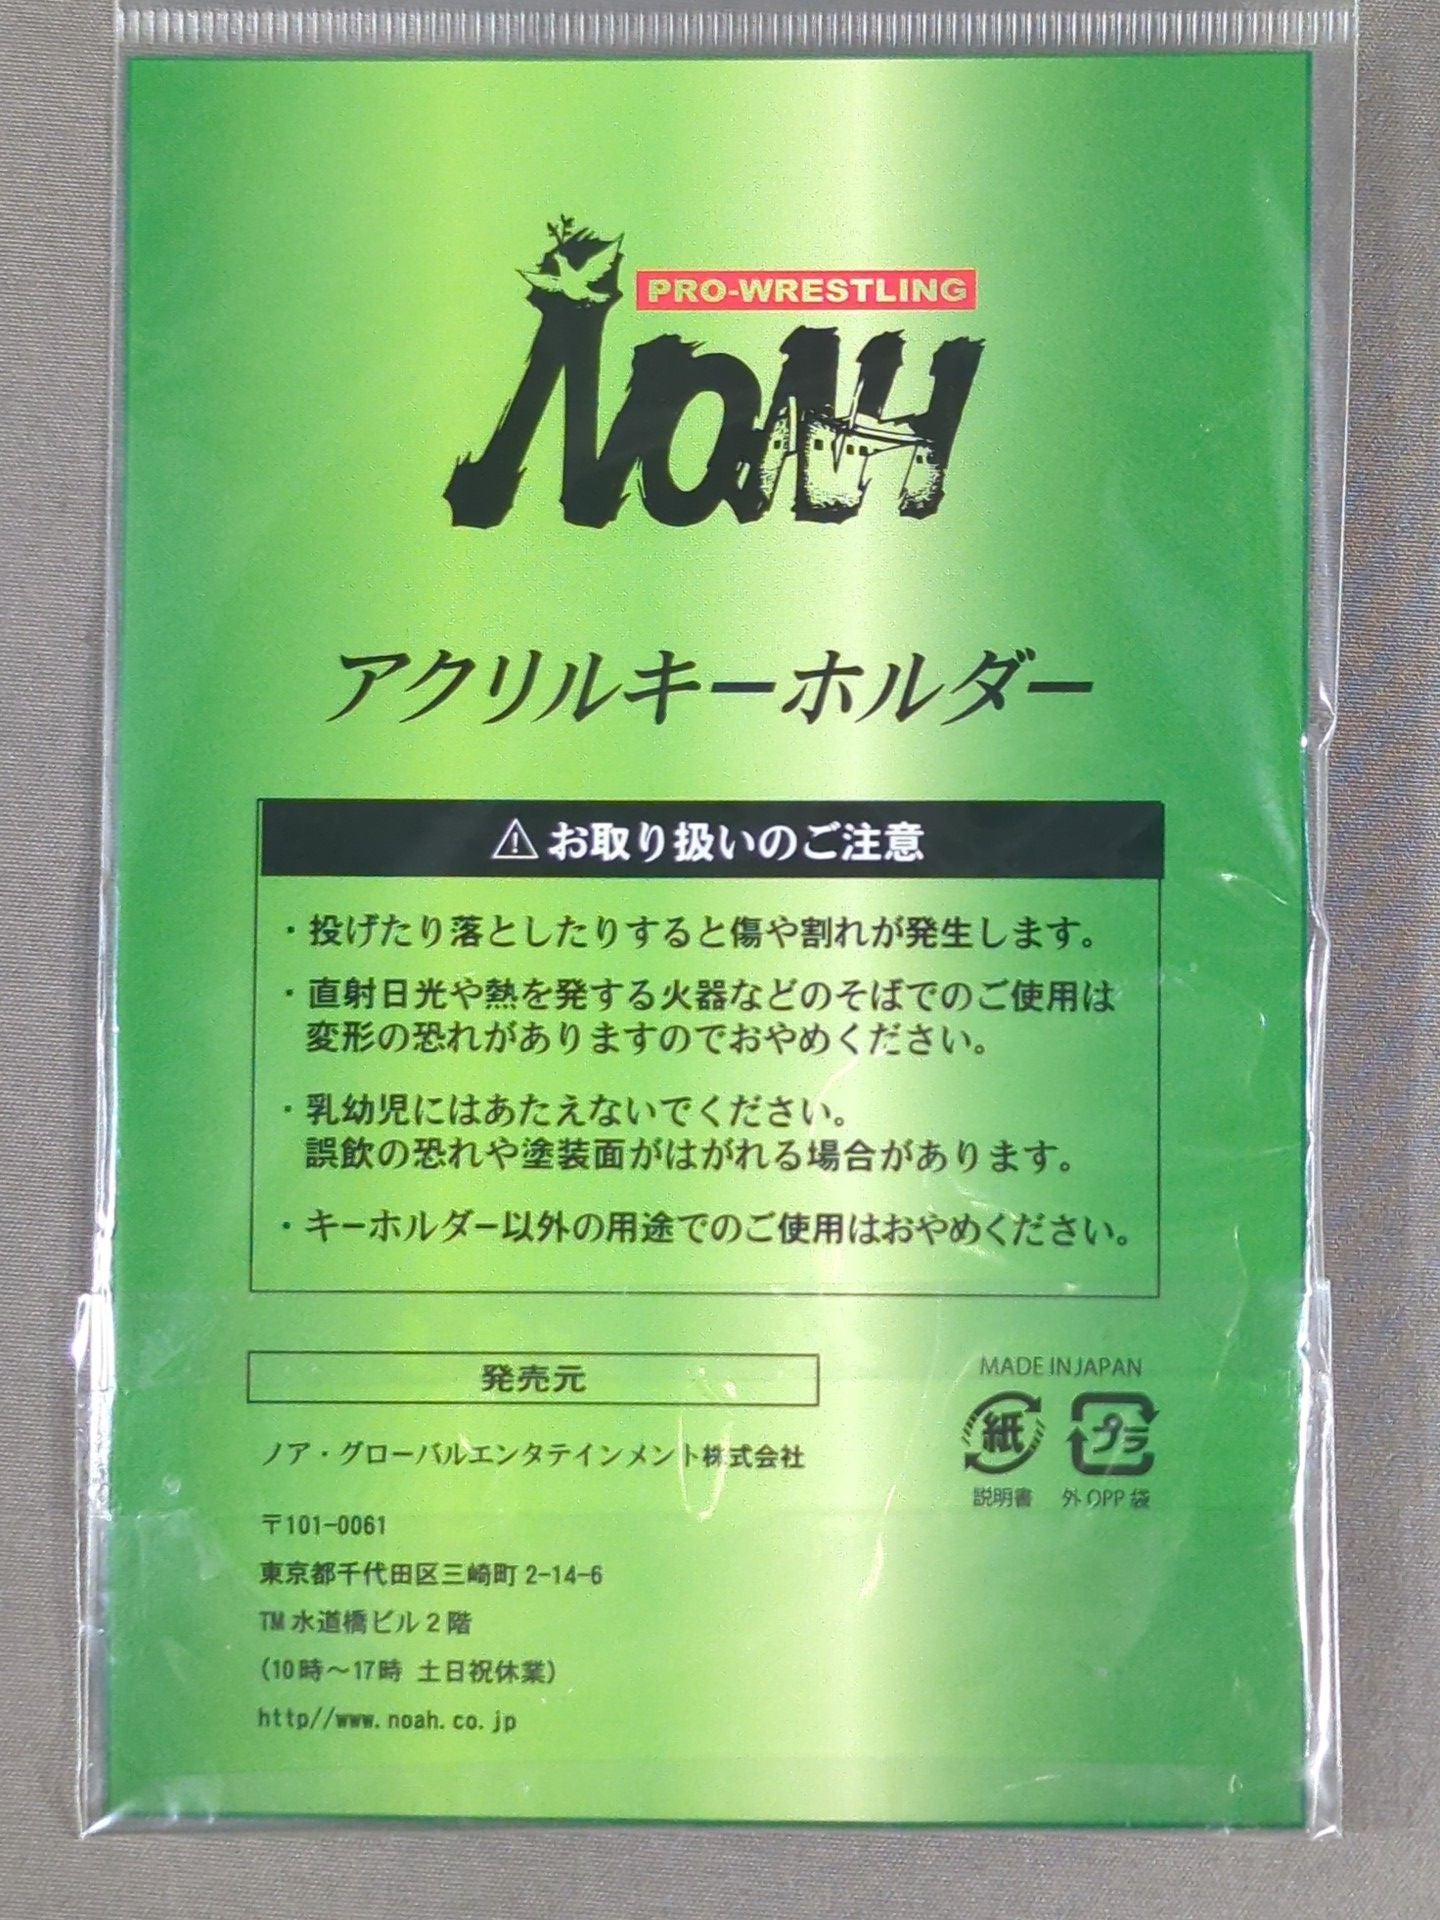 PRO-WRESTLING
NOAH
アクリルキーホルダー
⚠お取り扱いのご注意
・投げたり落としたりすると傷や割れが発生します。
・直射日光や熱を発する火器などのそばでのご使用は
変形の恐れがありますのでおやめください。
・乳幼児にはあたえないでください。
誤飲の恐れや塗装面がはがれる場合があります。
・キーホルダー以外の用途でのご使用はおやめください。
発売元
ノア・グローバルエンタテインメント株式会社
〒101-0061
東京都千代田区三崎町2-14-6
TM水道橋ビル2階
(10時～17時 土日祝休業)
http//www.noah.co.jp
MADE IN JAPAN
紙 プラ
説明書 外OPP袋